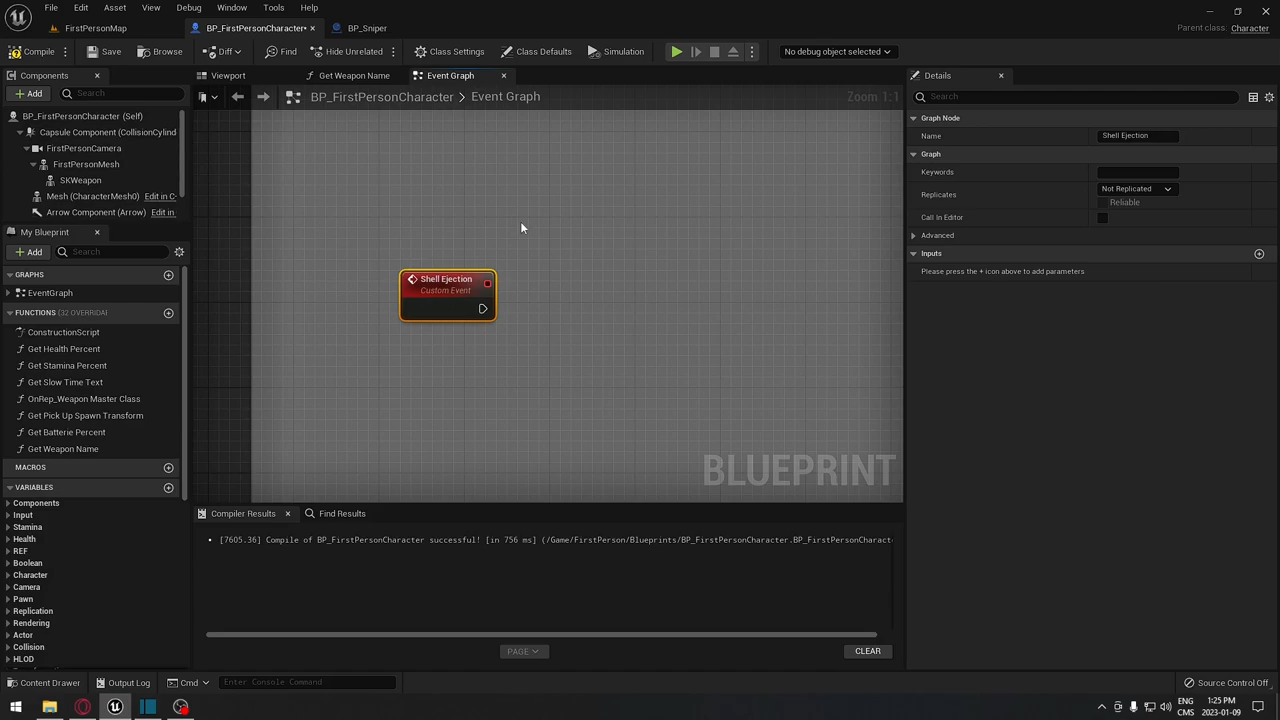 File Edit Asset View Debug Window Tools Help
FirstPersonMap
BP_FirstPersonCharacter•
BP_Sniper
Parent class: Character
Compile
Save
Browse
Diff
Find
Hide Unrelated
Class Settings
Class Defaults
Simulation
No debug object selected
Components
Viewport
Get Weapon Name
Event Graph
Details
Add
Search
BP_FirstPersonCharacter > Event Graph
Zoom 1:1
Search
BP_FirstPersonCharacter (Self)
Capsule Component (CollisionCylind
FirstPersonCamera
FirstPersonMesh
SKWeapon
Mesh (CharacterMesh0) Edit in C-
Arrow Component (Arrow) Edit in
Graph Node
Name
Shell Ejection
Graph
Keywords
Replicates
Not Replicated
Reliable
Call In Editor
Advanced
Inputs
Please press the + icon above to add parameters
My Blueprint
Add
Search
GRAPHS
EventGraph
FUNCTIONS (32 OVERRIDA)
ConstructionScript
Get Health Percent
Get Stamina Percent
Get Slow Time Text
OnRep_Weapon Master Class
Get Pick Up Spawn Transform
Get Batterie Percent
Get Weapon Name
MACROS
VARIABLES
Components
Input
Stamina
Health
REF
Boolean
Character
Camera
Pawn
Replication
Rendering
Actor
Collision
HLOD
Shell Ejection
Custom Event
BLUEPRINT
Compiler Results
Find Results
[7605.36] Compile of BP_FirstPersonCharacter successful! [in 756 ms] (/Game/FirstPerson/Blueprints/BP_FirstPersonCharacter.BP_FirstPersonCharacte
PAGE
CLEAR
Content Drawer
Output Log
Cmd
Enter Console Command
Source Control Off
ENG
CMS
1:25 PM
2023-01-09